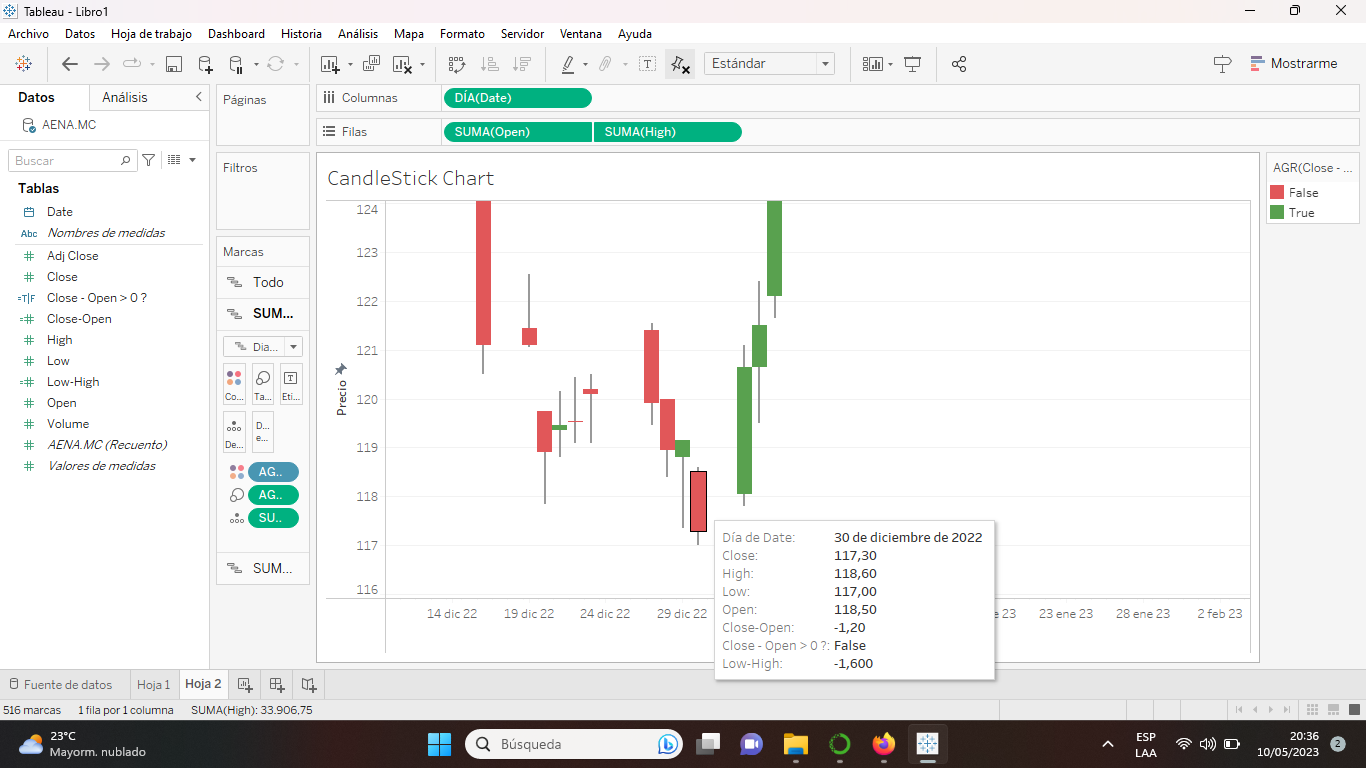 Tableau - Libro1
Archivo Datos Hoja de trabajo Dashboard Historia Análisis Mapa Formato Servidor Ventana Ayuda
Estándar
Mostrarme
Datos Análisis
AENA.MC
Buscar
Tablas
Date
Abc Nombres de medidas
Adj Close
Close
=T|F Close - Open > 0 ?
Close-Open
High
Low
Low-High
Open
Volume
AENA.MC (Recuento)
Valores de medidas
Páginas
Filtros
Marcas
Todo
SUM...
Dia...
Co... Ta... Eti...
De... D... e...
AG..
AG..
SU..
SUM...
Columnas DÍA(Date)
Filas SUMA(Open) SUMA(High)
CandleStick Chart
124
123
122
121
120
119
118
117
116
Precio
14 dic 22 19 dic 22 24 dic 22 29 dic 22 e 23 23 ene 23 28 ene 23 2 feb 23
Día de Date: 30 de diciembre de 2022
Close: 117,30
High: 118,60
Low: 117,00
Open: 118,50
Close-Open: -1,20
Close - Open > 0 ?: False
Low-High: -1,600
AGR(Close - ...
False
True
Fuente de datos Hoja 1 Hoja 2
516 marcas 1 fila por 1 columna SUMA(High): 33.906,75
23°C
Mayorm. nublado
Búsqueda
ESP
LAA
20:36
10/05/2023
2